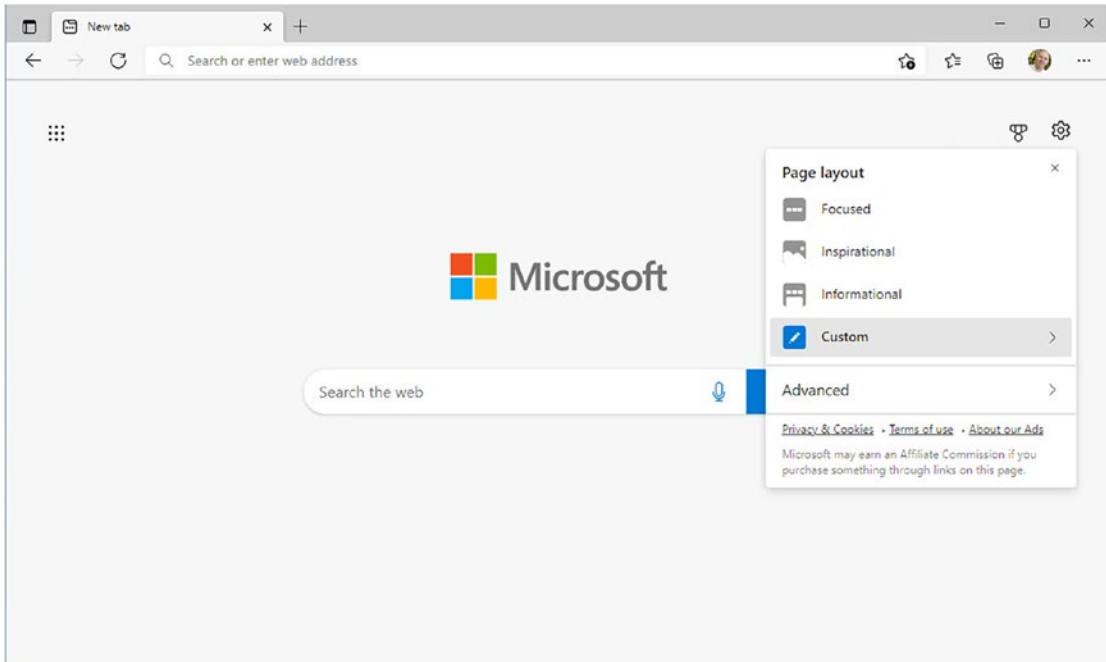 New tab
Search or enter web address
Page layout
Focused
Inspirational
Microsoft
Informational
Custom
Search the web
Advanced
Privacy & Cookies • Terms of use • About our Ads
Microsoft may earn an Affiliate Commission if you
purchase something through links on this page.